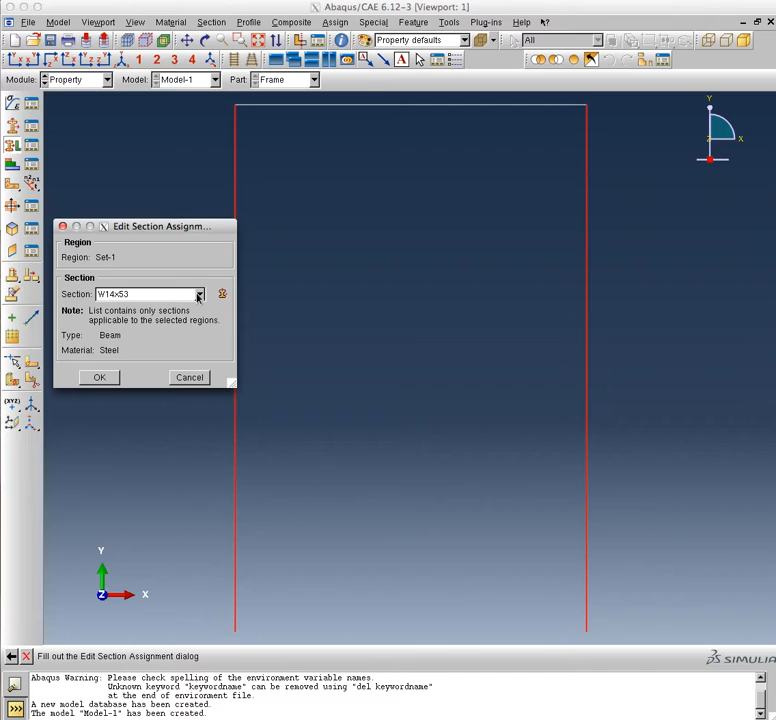 Abaqus/CAE 6.12-3 [Viewport: 1]
File Model Viewport View Material Section Profile Composite Assign Special Feature Tools Plug-ins Help
Property defaults All
1 2 3 4 A
Module: Property Model: Model-1 Part: Frame
Y
Z X
Edit Section Assignm...
Region
Region: Set-1
Section
Section: W14x53
Note: List contains only sections
applicable to the selected regions.
Type: Beam
Material: Steel
OK Cancel
(XYZ)
Y
Z X
Fill out the Edit Section Assignment dialog
SIMULIA
Abaqus Warning: Please check spelling of the environment variable names.
Unknown keyword "keywordname" can be removed using "del keywordname"
at the end of environment file.
A new model database has been created.
The model "Model-1" has been created.
>>>